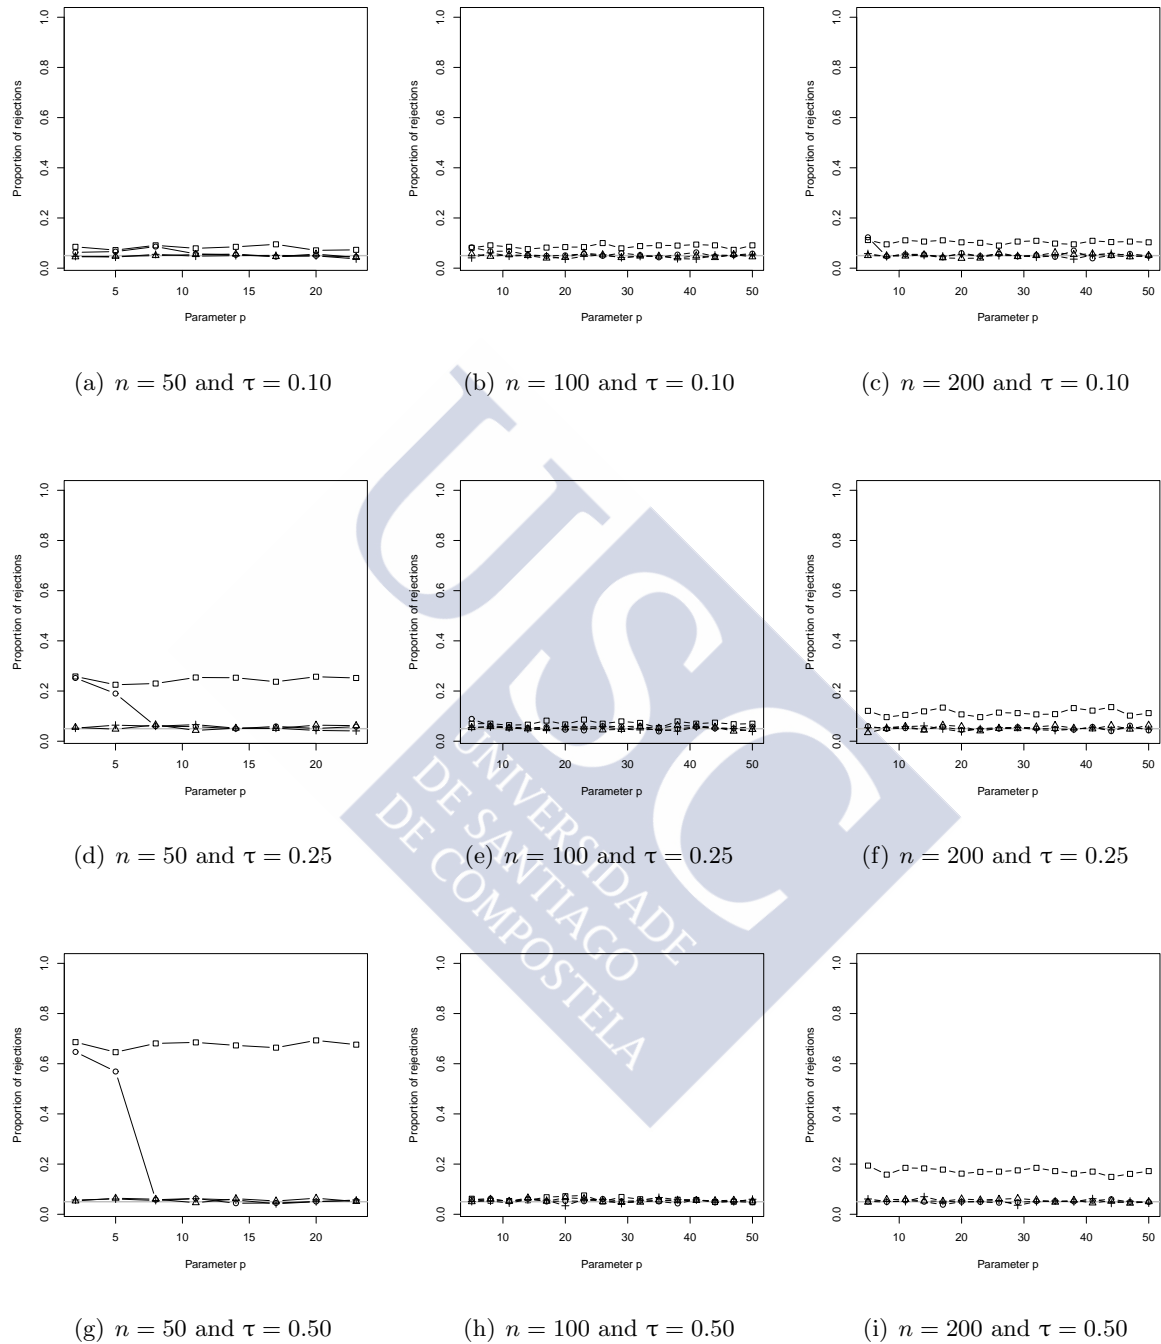 0.0 0.2 0.4 0.6 0.8 1.0
Proportion of rejections
5 10 15 20
Parameter p
(a) n = 50 and τ = 0.10
0.0 0.2 0.4 0.6 0.8 1.0
Proportion of rejections
10 20 30 40 50
Parameter p
(b) n = 100 and τ = 0.10
0.0 0.2 0.4 0.6 0.8 1.0
Proportion of rejections
10 20 30 40 50
Parameter p
(c) n = 200 and τ = 0.10
0.0 0.2 0.4 0.6 0.8 1.0
Proportion of rejections
5 10 15 20
Parameter p
(d) n = 50 and τ = 0.25
0.0 0.2 0.4 0.6 0.8 1.0
Proportion of rejections
10 20 30 40 50
Parameter p
(e) n = 100 and τ = 0.25
0.0 0.2 0.4 0.6 0.8 1.0
Proportion of rejections
10 20 30 40 50
Parameter p
(f) n = 200 and τ = 0.25
0.0 0.2 0.4 0.6 0.8 1.0
Proportion of rejections
5 10 15 20
Parameter p
(g) n = 50 and τ = 0.50
0.0 0.2 0.4 0.6 0.8 1.0
Proportion of rejections
10 20 30 40 50
Parameter p
(h) n = 100 and τ = 0.50
0.0 0.2 0.4 0.6 0.8 1.0
Proportion of rejections
10 20 30 40 50
Parameter p
(i) n = 200 and τ = 0.50
USC
UNIVERSIDADE
DE SANTIAGO
DE COMPOSTELA